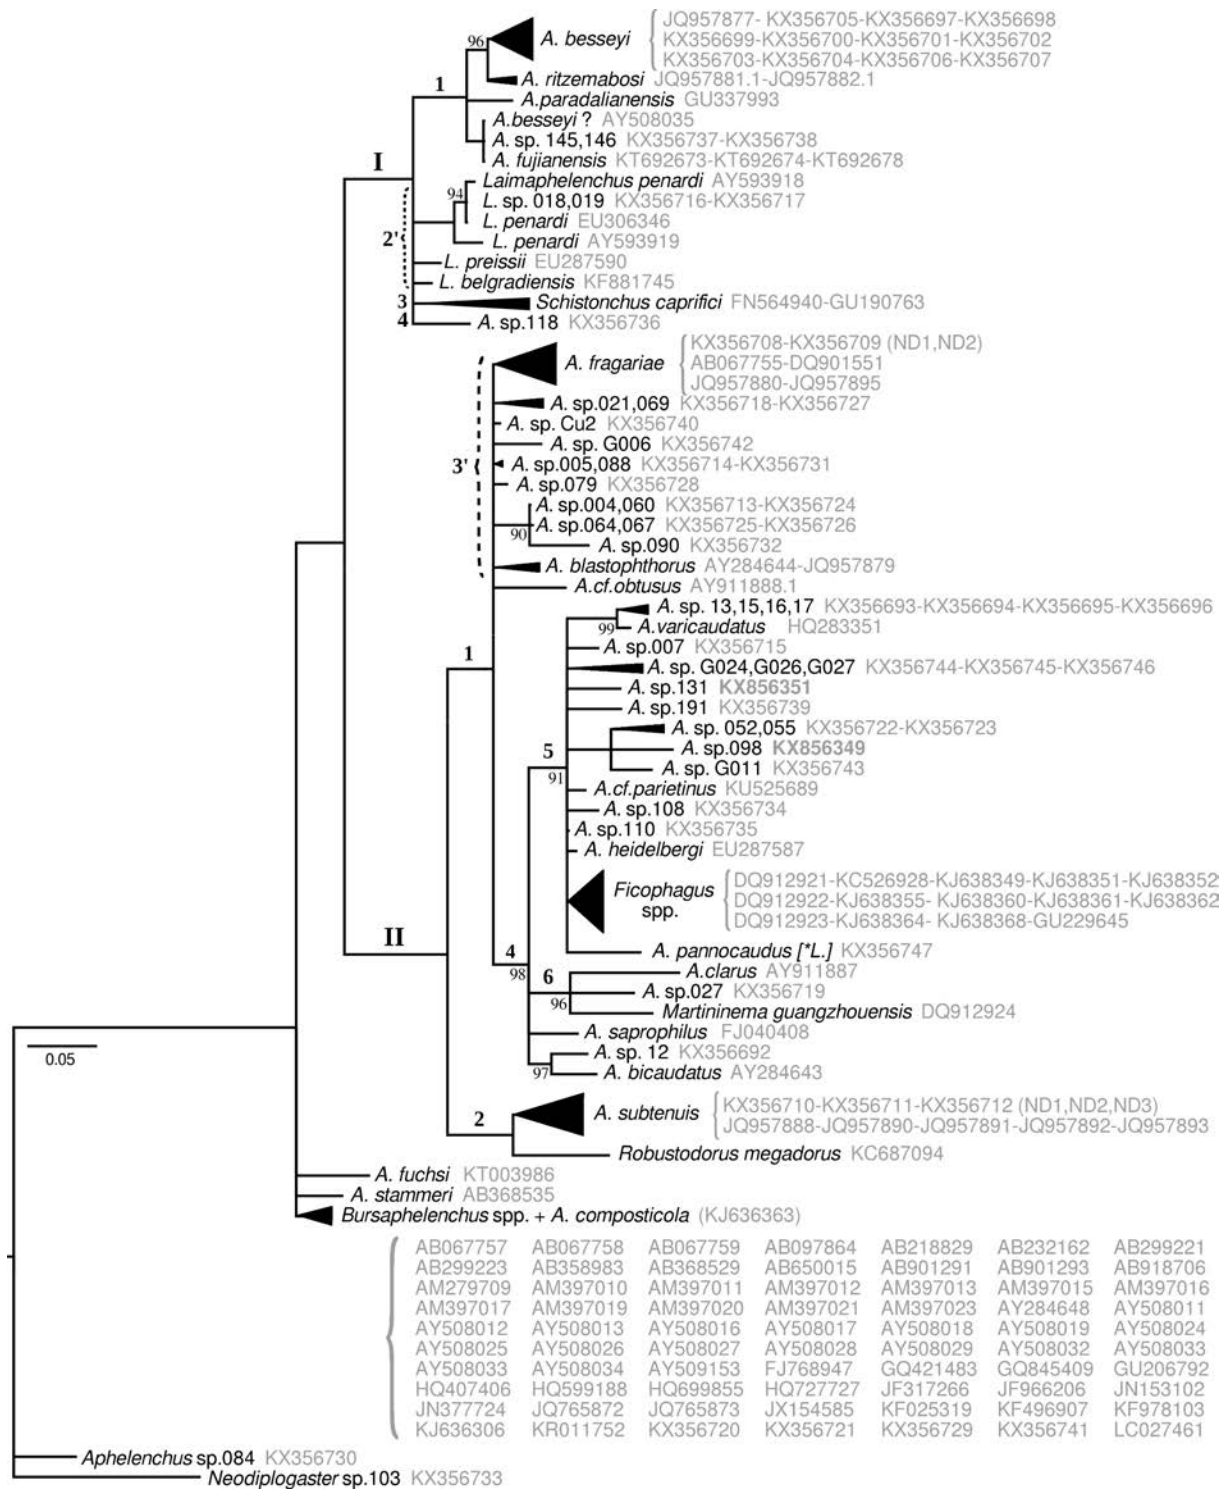 JQ957877- KX356705-KX356697-KX356698
96 A. besseyi KX356699-KX356700-KX356701-KX356702
KX356703-KX356704-KX356706-KX356707
1 A. ritzemabosi JQ957881.1-JQ957882.1
A.paradalianensis GU337993
A.besseyi ? AY508035
A. sp. 145,146 KX356737-KX356738
I A. fujianensis KT692673-KT692674-KT692678
Laimaphelenchus penardi AY593918
94 L. sp. 018,019 KX356716-KX356717
L. penardi EU306346
2' L. penardi AY593919
L. preissii EU287590
L. belgradiensis KF881745
3 Schistonchus caprifici FN564940-GU190763
4 A. sp.118 KX356736
KX356708-KX356709 (ND1,ND2)
A. fragariae AB067755-DQ901551
JQ957880-JQ957895
A. sp.021,069 KX356718-KX356727
A. sp. Cu2 KX356740
A. sp. G006 KX356742
3' A. sp.005,088 KX356714-KX356731
A. sp.079 KX356728
A. sp.004,060 KX356713-KX356724
90 A. sp.064,067 KX356725-KX356726
A. sp.090 KX356732
A. blastophthorus AY284644-JQ957879
A.cf.obtusus AY911888.1
A. sp. 13,15,16,17 KX356693-KX356694-KX356695-KX356696
99 A.varicaudatus HQ283351
1 A. sp.007 KX356715
A. sp. G024,G026,G027 KX356744-KX356745-KX356746
A. sp.131 KX856351
A. sp.191 KX356739
A. sp. 052,055 KX356722-KX356723
5 A. sp.098 KX856349
91 A. sp. G011 KX356743
A.cf.parietinus KU525689
A. sp.108 KX356734
A. sp.110 KX356735
A. heidelbergi EU287587
DQ912921-KC526928-KJ638349-KJ638351-KJ638352
Ficophagus spp. DQ912922-KJ638355- KJ638360-KJ638361-KJ638362
DQ912923-KJ638364- KJ638368-GU229645
II 4 A. pannocaudus [*L.] KX356747
98 6 A.clarus AY911887
96 A. sp.027 KX356719
Martininema guangzhouensis DQ912924
A. saprophilus FJ040408
0.05 A. sp. 12 KX356692
97 A. bicaudatus AY284643
KX356710-KX356711-KX356712 (ND1,ND2,ND3)
2 A. subtenuis JQ957888-JQ957890-JQ957891-JQ957892-JQ957893
Robustodorus megadorus KC687094
A. fuchsi KT003986
A. stammeri AB368535
Bursaphelenchus spp. + A. composticola (KJ636363)
AB067757 AB067758 AB067759 AB097864 AB218829 AB232162 AB299221
AB299223 AB358983 AB368529 AB650015 AB901291 AB901293 AB918706
AM279709 AM397010 AM397011 AM397012 AM397013 AM397015 AM397016
AM397017 AM397019 AM397020 AM397021 AM397023 AY284648 AY508011
AY508012 AY508013 AY508016 AY508017 AY508018 AY508019 AY508024
AY508025 AY508026 AY508027 AY508028 AY508029 AY508032 AY508033
AY508033 AY508034 AY509153 FJ768947 GQ421483 GQ845409 GU206792
HQ407406 HQ599188 HQ699855 HQ727727 JF317266 JF966206 JN153102
JN377724 JQ765872 JQ765873 JX154585 KF025319 KF496907 KF978103
KJ636306 KR011752 KX356720 KX356721 KX356729 KX356741 LC027461
Aphelenchus sp.084 KX356730
Neodiplogaster sp.103 KX356733